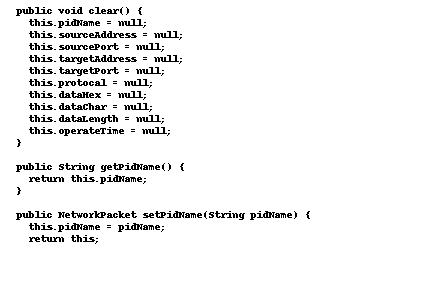 public void clear() {
this.pidName = null;
this.sourceAddress = null;
this.sourcePort = null;
this.targetAddress = null;
this.targetPort = null;
this.protocal = null;
this.dataHex = null;
this.dataChar = null;
this.dataLength = null;
this.operateTime = null;
}
public String getPidName() {
return this.pidName;
}
public NetworkPacket setPidName(String pidName) {
this.pidName = pidName;
return this;